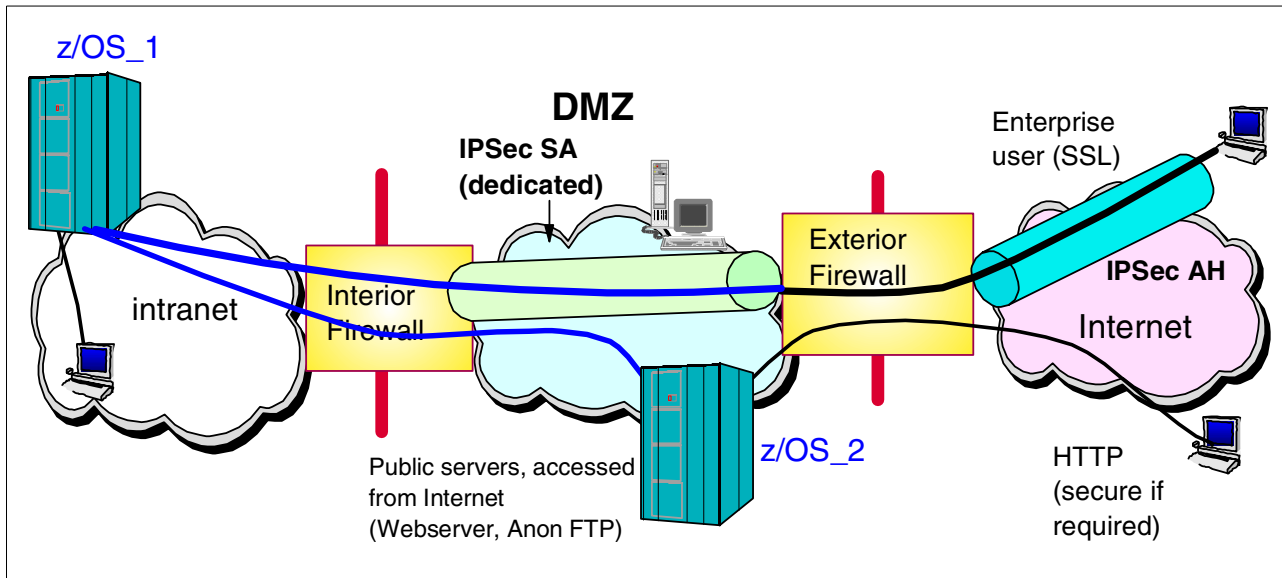 z/OS_1
DMZ
IPSec SA
(dedicated)
Enterprise
user (SSL)
intranet
Interior
Firewall
Exterior
Firewall
IPSec AH
Internet
Public servers, accessed
from Internet
(Webserver, Anon FTP)
z/OS_2
HTTP
(secure if
required)